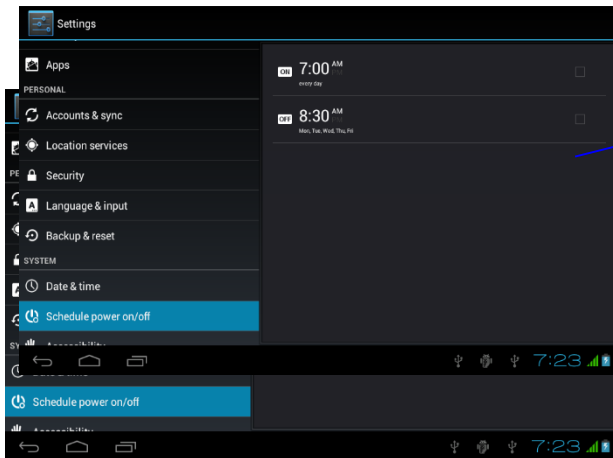 Settings
Apps
PERSONAL
Accounts & sync
Location services
Security
Language & input
Backup & reset
SYSTEM
Date & time
Schedule power on/off
Accessibility
ON 7:00 AM
every day
OFF 8:30 AM
Mon, Tue, Wed, Thu, Fri
7:23
Schedule power on/off
Accessibility
7:23